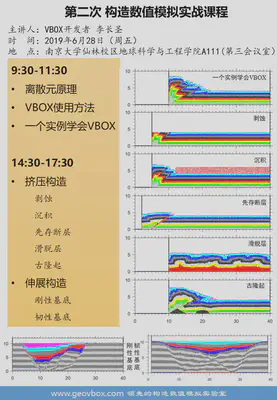 第二次 构造数值模拟实战课程
主讲人：VBOX开发者 李长圣
时 间：2019年6月28日（周五）
地 点：南京大学仙林校区地球科学与工程学院A111(第三会议室)
9:30-11:30
• 离散元原理
• VBOX使用方法
• 一个实例学会VBOX
14:30-17:30
• 挤压构造
剥蚀
沉积
先存断层
滑脱层
古隆起
• 伸展构造
刚性基底
韧性基底
一个实例学会VBOX
剥蚀
沉积
先存断层
滑脱层
古隆起
10
5
0
0 10 20 30 40
刚性基底
韧性基底
www.geovbox.com 领先的构造数值模拟实验室